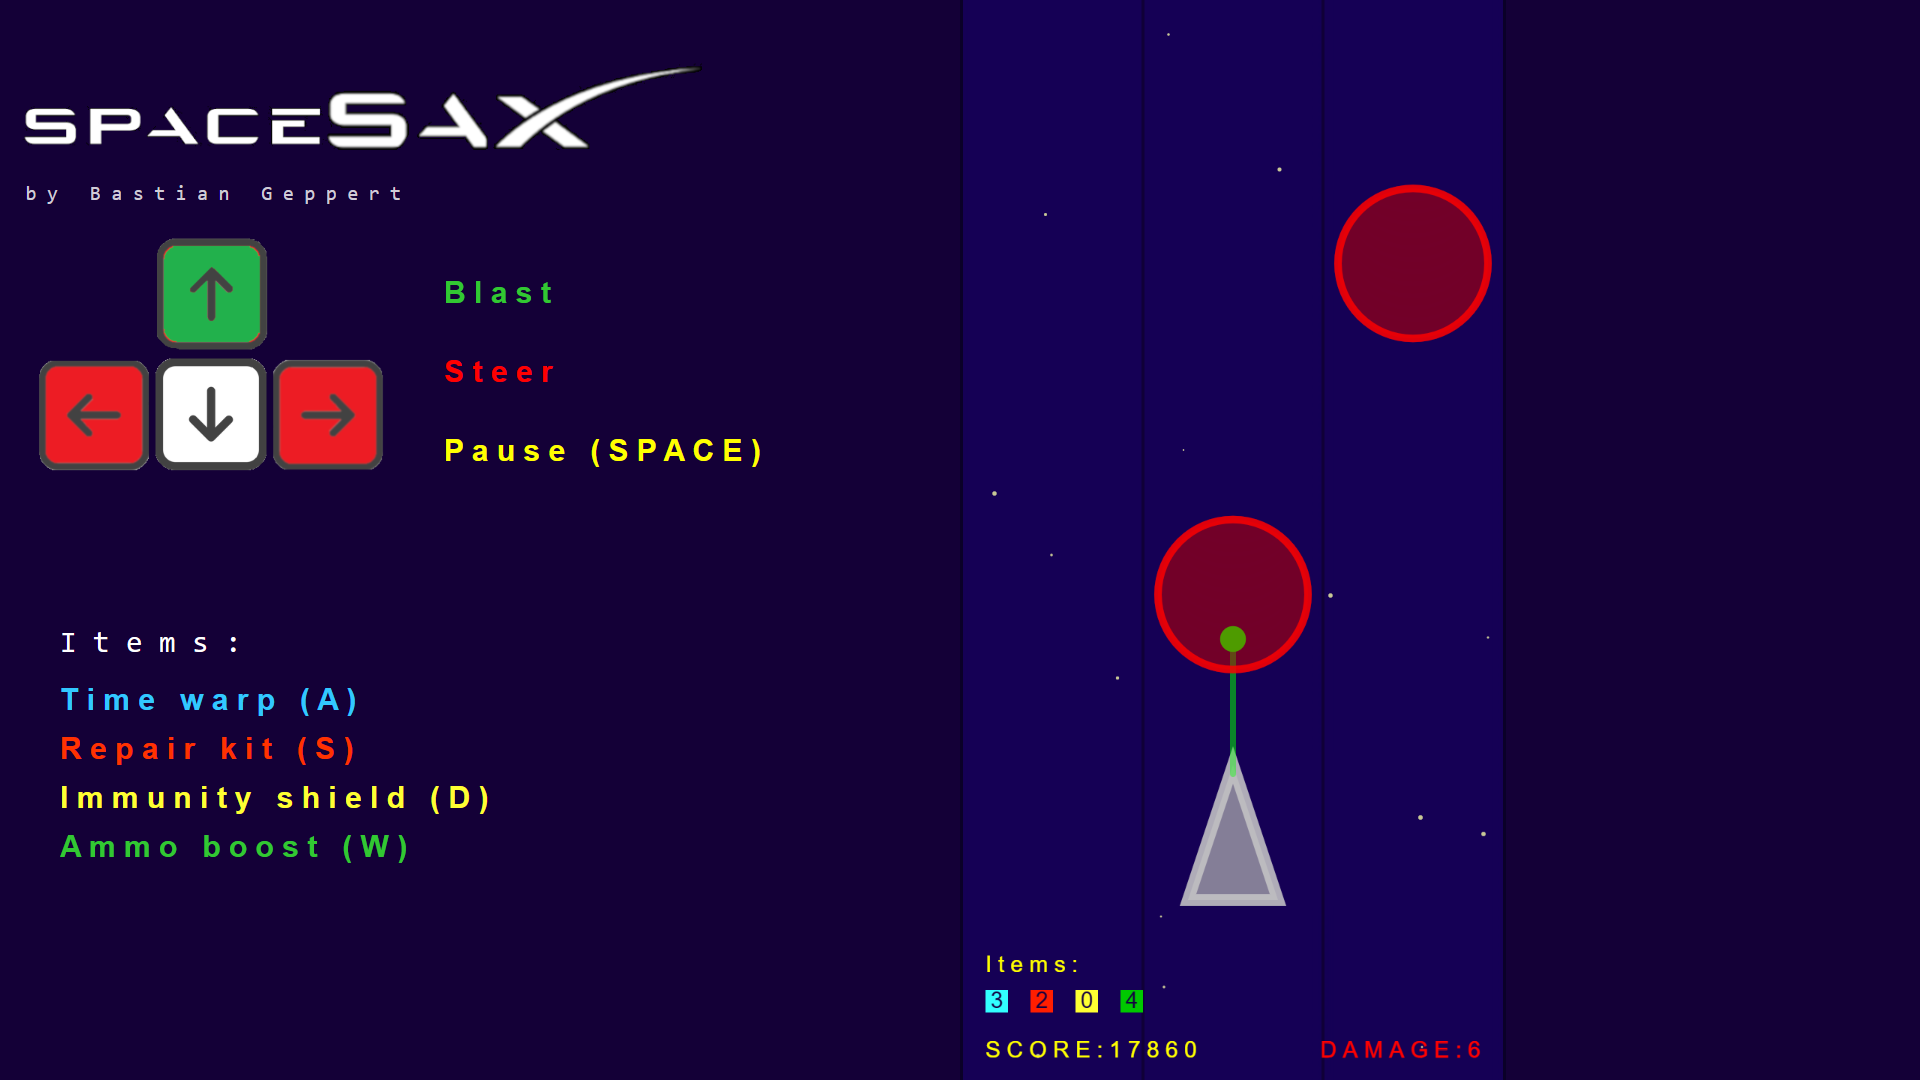 SPACESAX
by Bastian Geppert
Blast
Steer
Pause (SPACE)
Items:
Time warp (A)
Repair kit (S)
Immunity shield (D)
Ammo boost (W)
Items:
3 2 0 4
SCORE:17860 DAMAGE:6